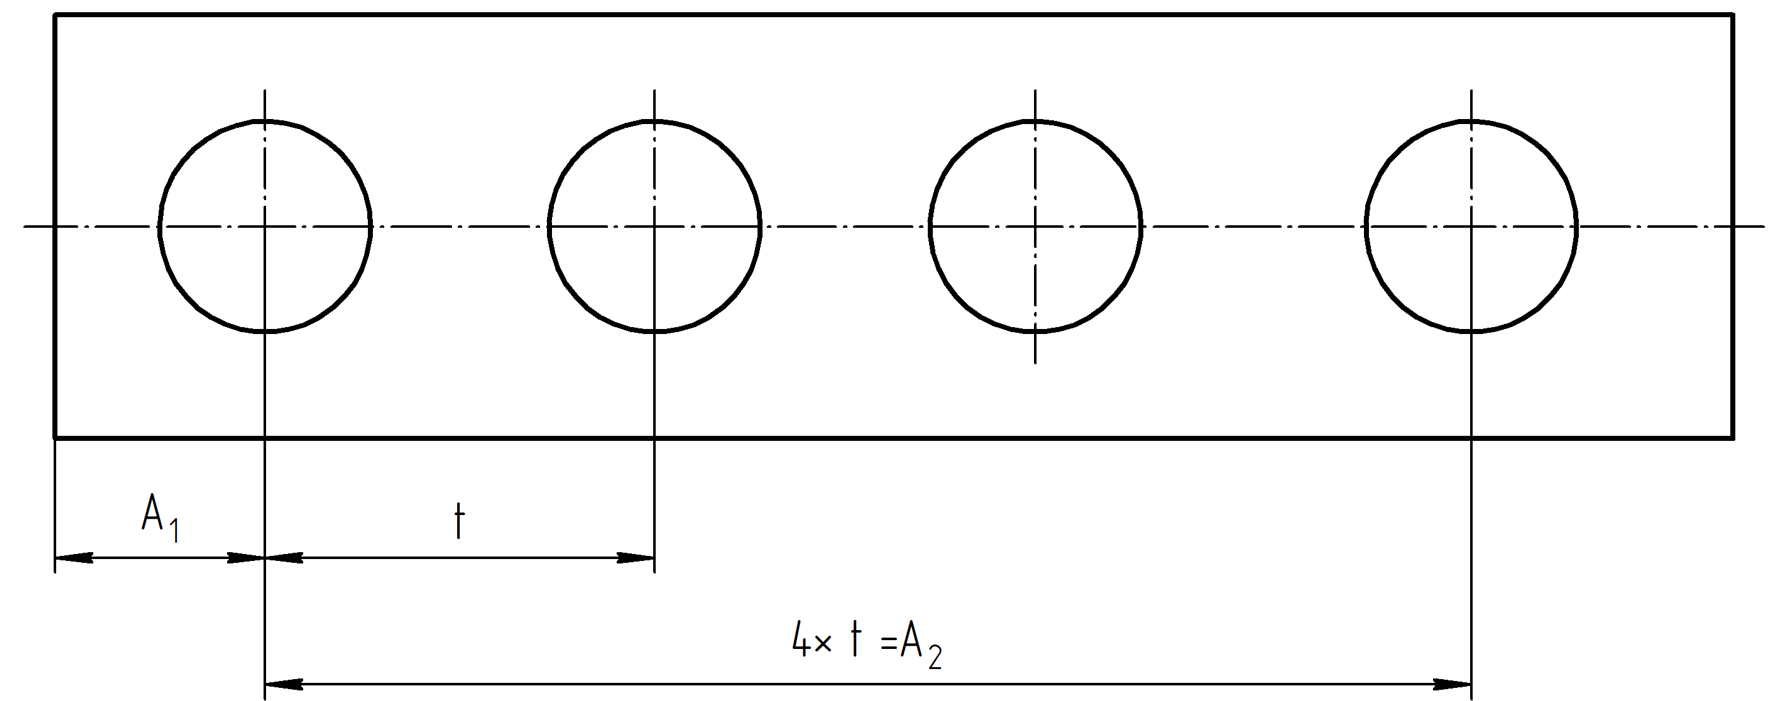 A₁
t
4× t =A₂